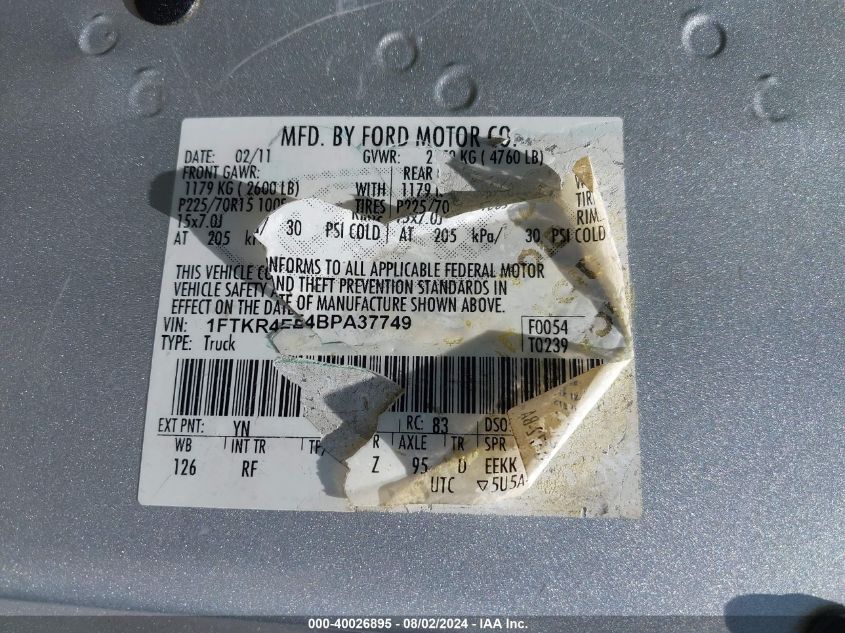 MFD. BY FORD MOTOR CO.
DATE: 02/11 GVWR: 2 KG ( 4760 LB)
FRONT GAWR: REAR
1179 KG ( 2600 LB) WITH 1179
P225/70R15 TIRES P225/70 TIR
15x7.0J 15x7.0J RIM
AT 205 kP / 30 PSI COLD AT 205 kPa/ 30 PSI COLD
THIS VEHICLE CO NFORMS TO ALL APPLICABLE FEDERAL MOTOR
VEHICLE SAFETY AND THEFT PREVENTION STANDARDS IN
EFFECT ON THE DATE OF MANUFACTURE SHOWN ABOVE.
VIN: 1FTKR4EE4BPA37749 F0054
TYPE: Truck T0239
EXT PNT: YN RC: 83 DSO
WB INT TR R AXLE TR SPR
126 RF Z 95 EEKK
UTC ▽5U5A
000-40026895 - 08/02/2024 - IAA Inc.